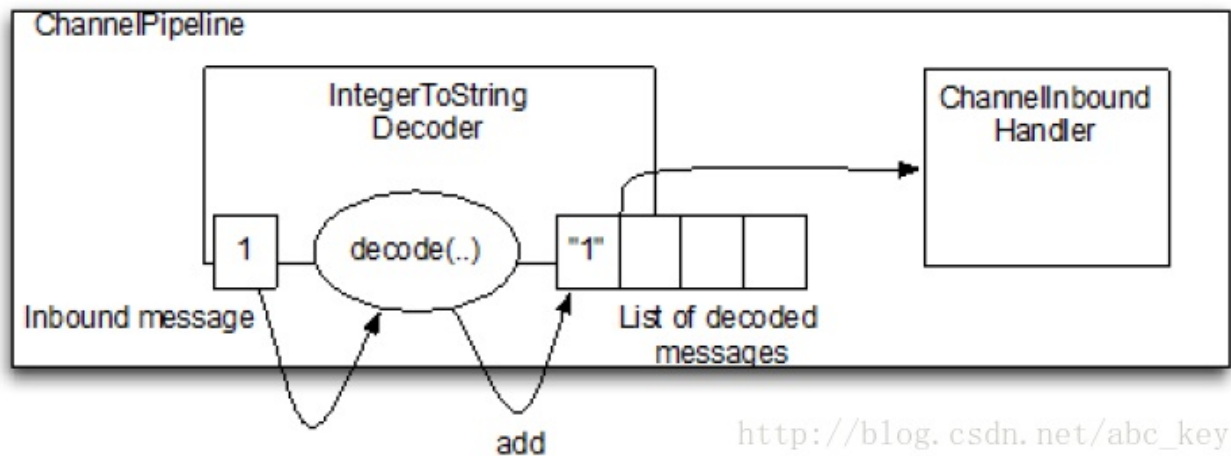 ChannelPipeline
IntegerToString
Decoder
ChannelInbound
Handler
1
decode(..)
"1"
Inbound message
List of decoded
messages
add
http://blog.csdn.net/abc_key